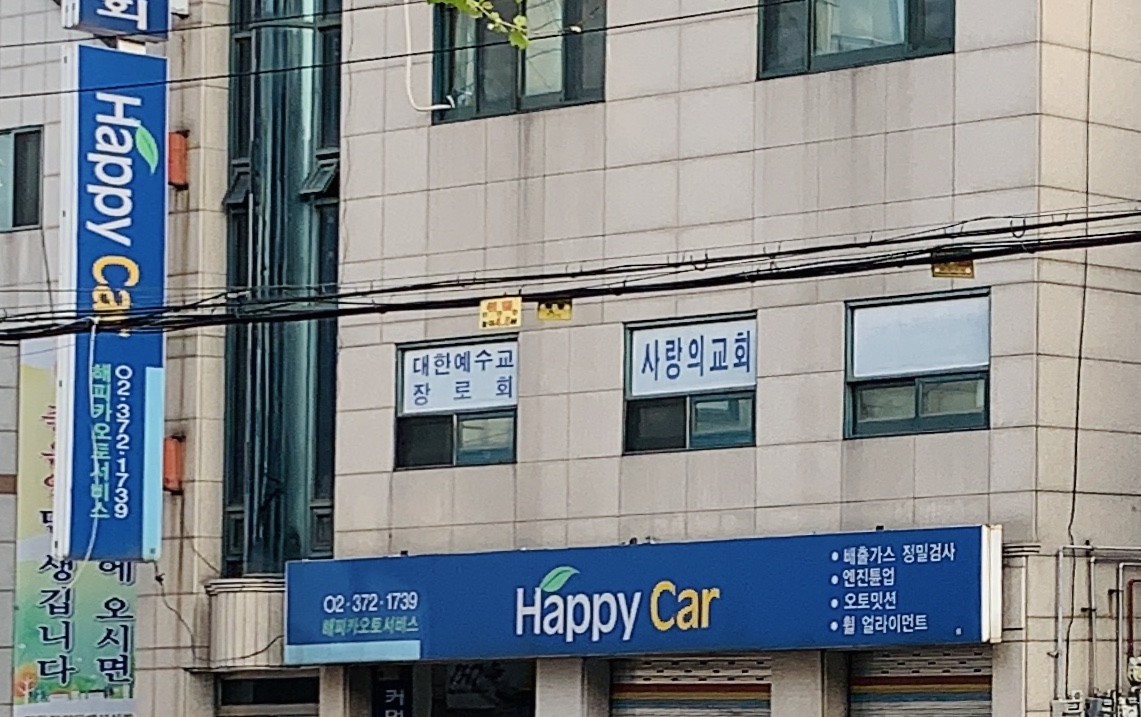 회
Happy Car
해피카오토서비스
02·372·1739
대한예수교
장로회
사랑의교회
02·372·1739
해피카오토서비스
Happy Car
• 배출가스 정밀검사
• 엔진튠업
• 오토밋션
• 휠 얼라이먼트
에 오시면
생깁니다